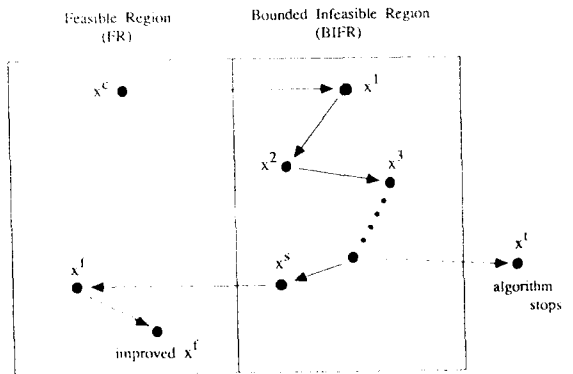 Feasible Region
(FR)
Bounded Infeasible Region
(BIFR)
x^c
x^1
x^2
x^3
x^s
x^f
x^t
algorithm
stops
improved x^f